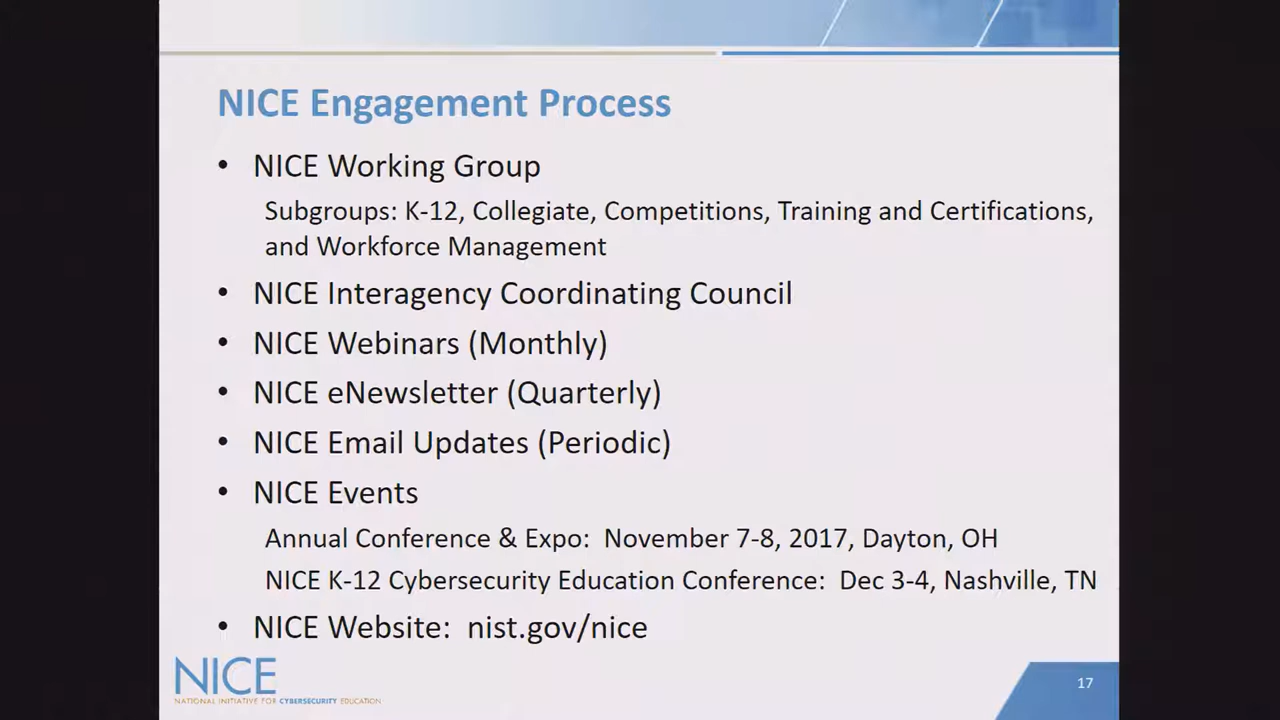 NICE Engagement Process
• NICE Working Group
Subgroups: K-12, Collegiate, Competitions, Training and Certifications,
and Workforce Management
• NICE Interagency Coordinating Council
• NICE Webinars (Monthly)
• NICE eNewsletter (Quarterly)
• NICE Email Updates (Periodic)
• NICE Events
Annual Conference & Expo: November 7-8, 2017, Dayton, OH
NICE K-12 Cybersecurity Education Conference: Dec 3-4, Nashville, TN
• NICE Website: nist.gov/nice
NICE
NATIONAL INITIATIVE FOR CYBERSECURITY EDUCATION
17